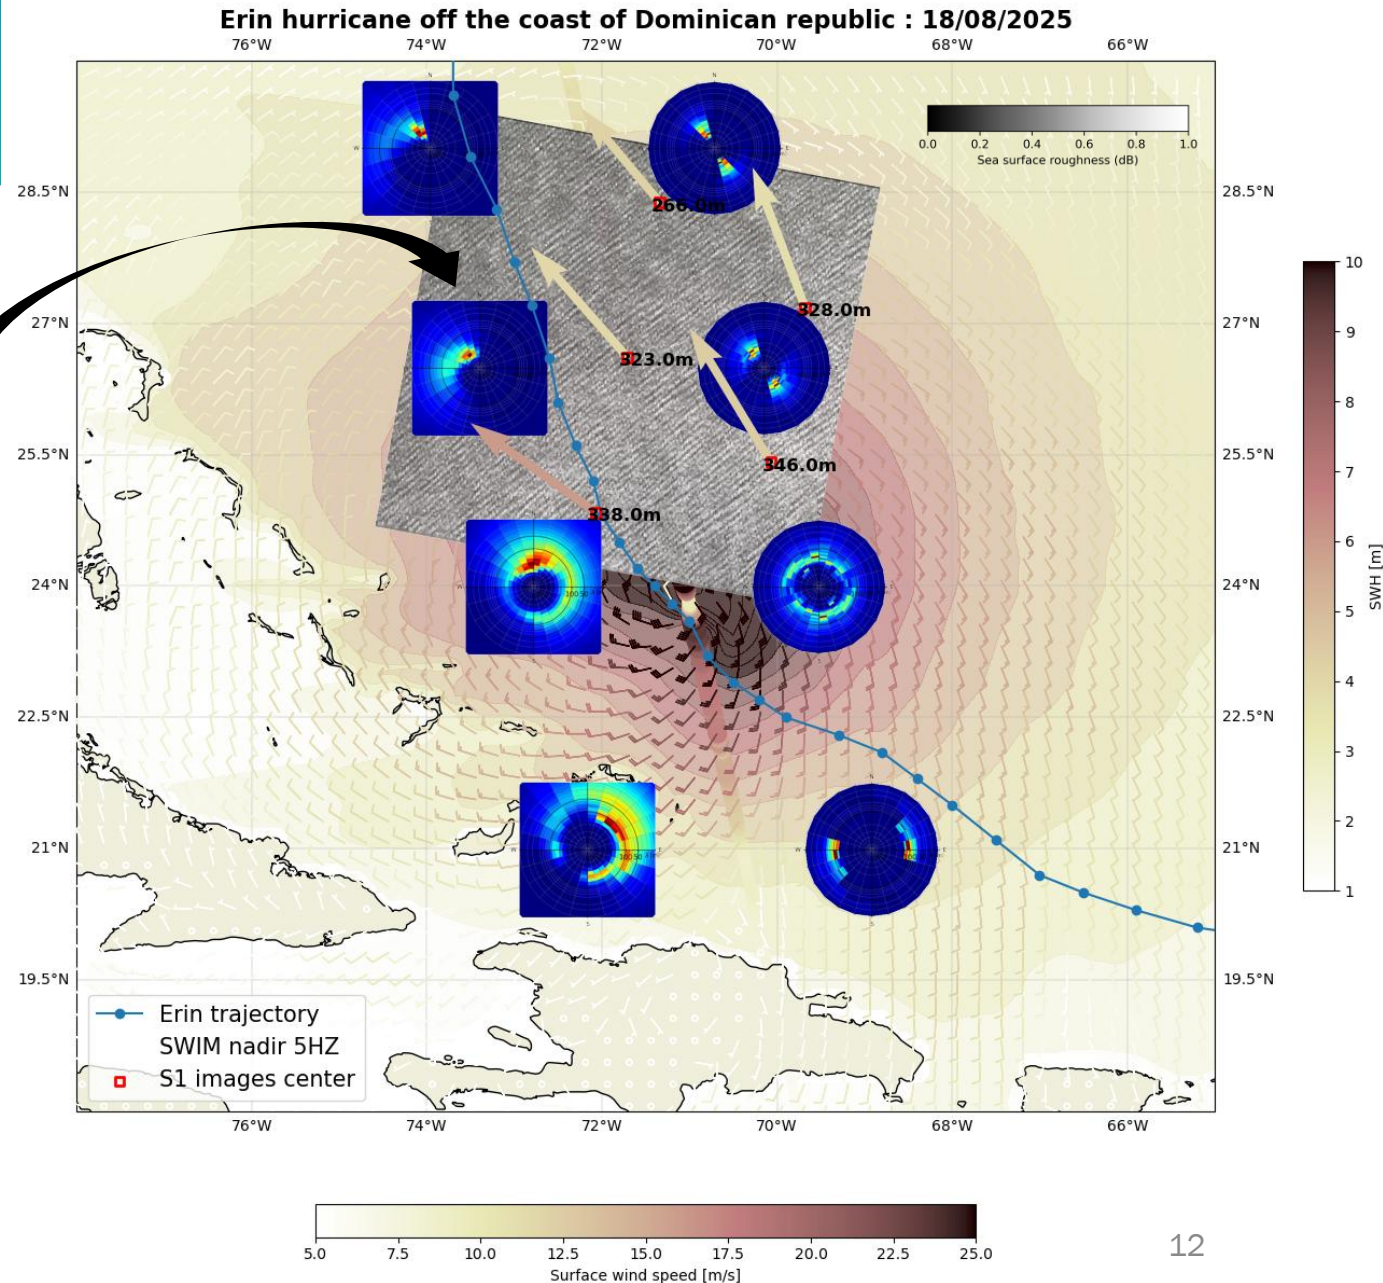 Erin hurricane off the coast of Dominican republic : 18/08/2025
76°W 74°W 72°W 70°W 68°W 66°W
0.0 0.2 0.4 0.6 0.8 1.0
Sea surface roughness (dB)
28.5°N 28.5°N
266.0m
10
328.0m
27°N 27°N
9
323.0m
8
25.5°N 25.5°N
346.0m
7
338.0m
6
SWH [m]
24°N 24°N
5
4
22.5°N 22.5°N
3
2
21°N 21°N
1
19.5°N 19.5°N
Erin trajectory
SWIM nadir 5HZ
S1 images center
76°W 74°W 72°W 70°W 68°W 66°W
5.0 7.5 10.0 12.5 15.0 17.5 20.0 22.5 25.0
Surface wind speed [m/s]
12